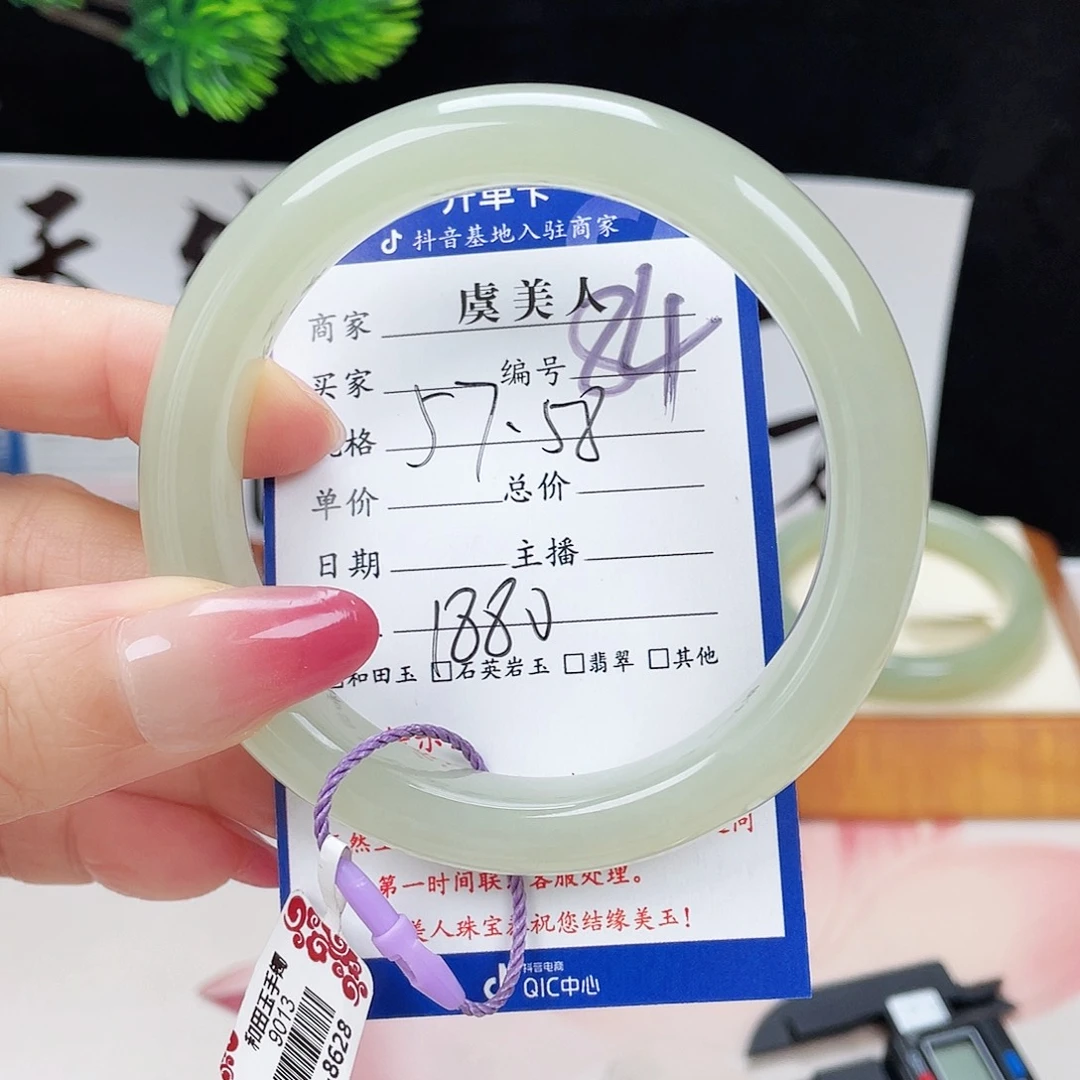 开单卡
抖音基地入驻商家
商家 虞美人
买家 编号 84
格 57.58
单价 总价
日期 主播
1880
和田玉 □石英岩玉 □翡翠 □其他
示
然
第一时间联 客服处理。
美人珠宝恭祝您结缘美玉!
抖音电商
QIC中心
和田玉手镯
9013
8628